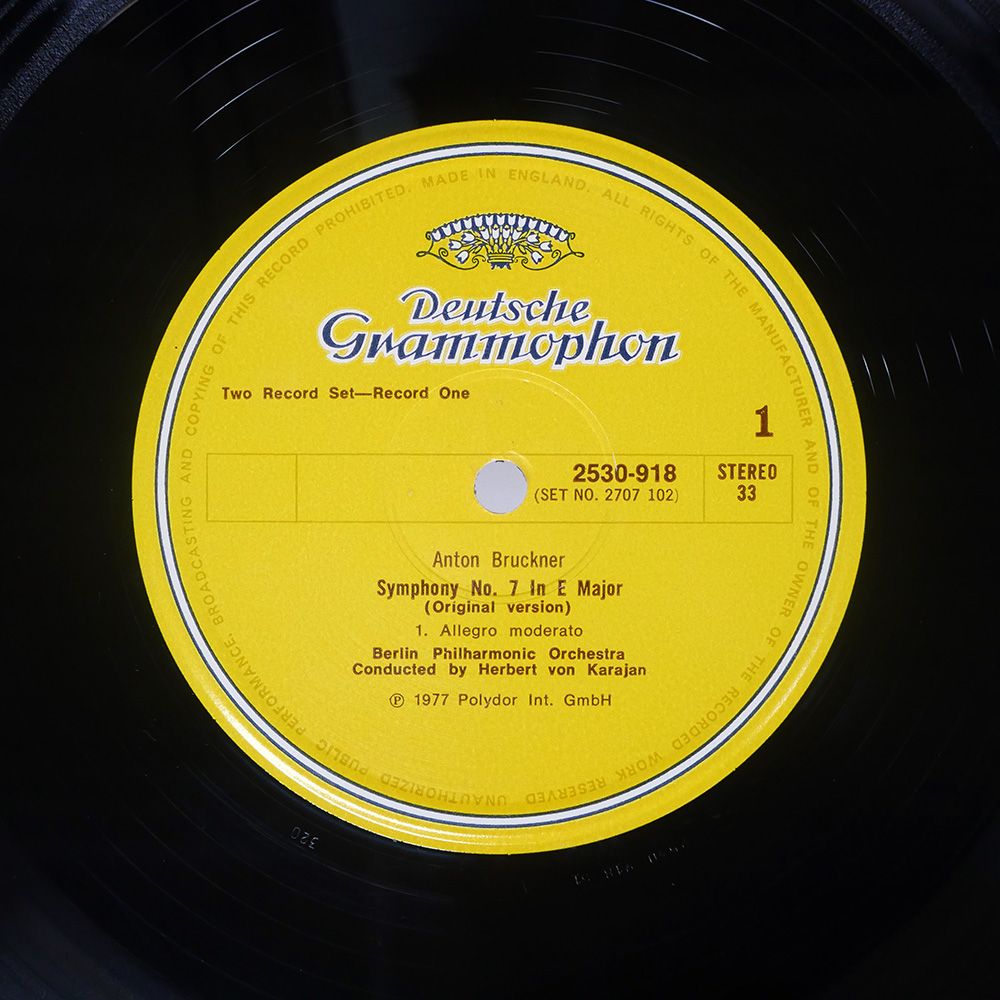 MADE IN ENGLAND. ALL RIGHTS OF THE MANUFACTURER AND OF THE OWNER OF THE RECORDED WORK RESERVED UNAUTHORIZED PUBLIC PERFORMANCE, BROADCASTING AND COPYING OF THIS RECORD PROHIBITED.
Deutsche
Grammophon
Two Record Set—Record One
1
2530-918
(SET NO. 2707 102)
STEREO
33
Anton Bruckner
Symphony No. 7 In E Major
(Original version)
1. Allegro moderato
Berlin Philharmonic Orchestra
Conducted by Herbert von Karajan
℗ 1977 Polydor Int. GmbH
320